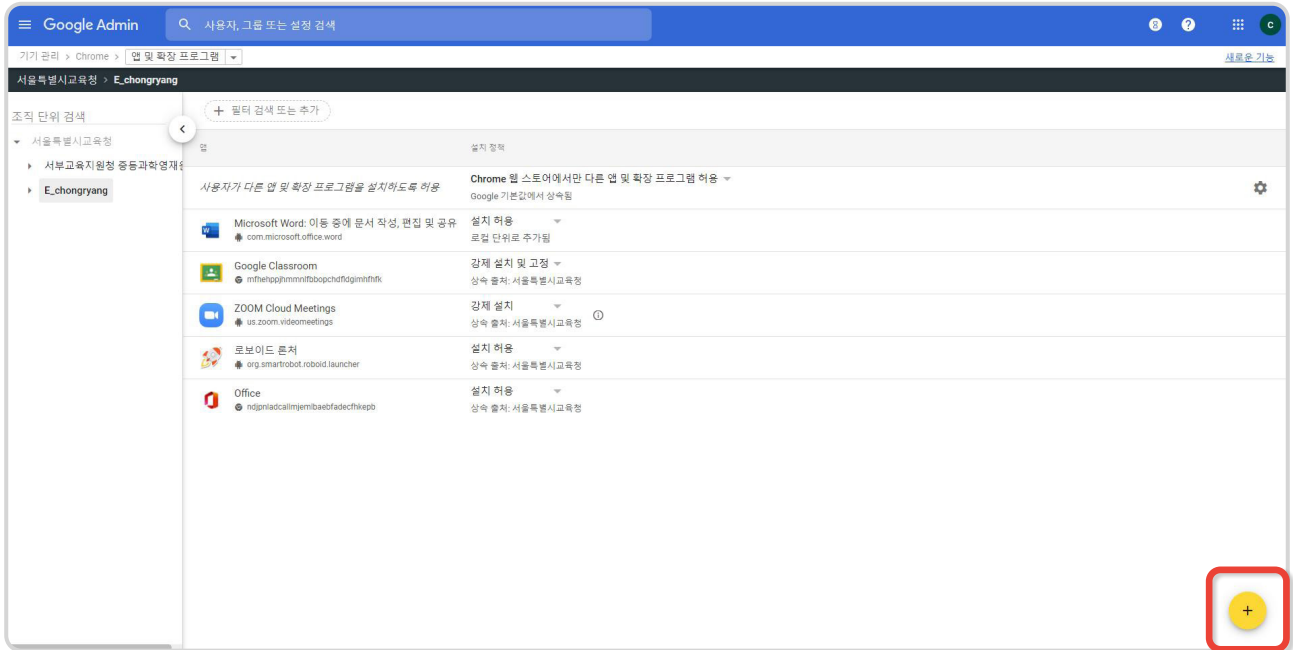 Google Admin
사용자, 그룹 또는 설정 검색
8
?
C
기기 관리 > Chrome > 앱 및 확장 프로그램
새로운 기능
서울특별시교육청 > E_chongryang
조직 단위 검색
필터 검색 또는 추가
서울특별시교육청
앱
설치 정책
서부교육지원청 중등과학영재
E_chongryang
사용자가 다른 앱 및 확장 프로그램을 설치하도록 허용
Chrome 웹 스토어에서만 다른 앱 및 확장 프로그램 허용
Google 기본값에서 상속됨
Microsoft Word: 이동 중에 문서 작성, 편집 및 공유
설치 허용
com.microsoft.office.word
로컬 단위로 추가됨
Google Classroom
강제 설치 및 고정
mfhehppjhmmnlfbbopchdfldgimhfhfk
상속 출처: 서울특별시교육청
ZOOM Cloud Meetings
강제 설치
us.zoom.videomeetings
상속 출처: 서울특별시교육청
로보이드 론처
설치 허용
org.smartrobot.roboid.launcher
상속 출처: 서울특별시교육청
Office
설치 허용
ndjpnladcallmjemlbaebfadecfhkepb
상속 출처: 서울특별시교육청